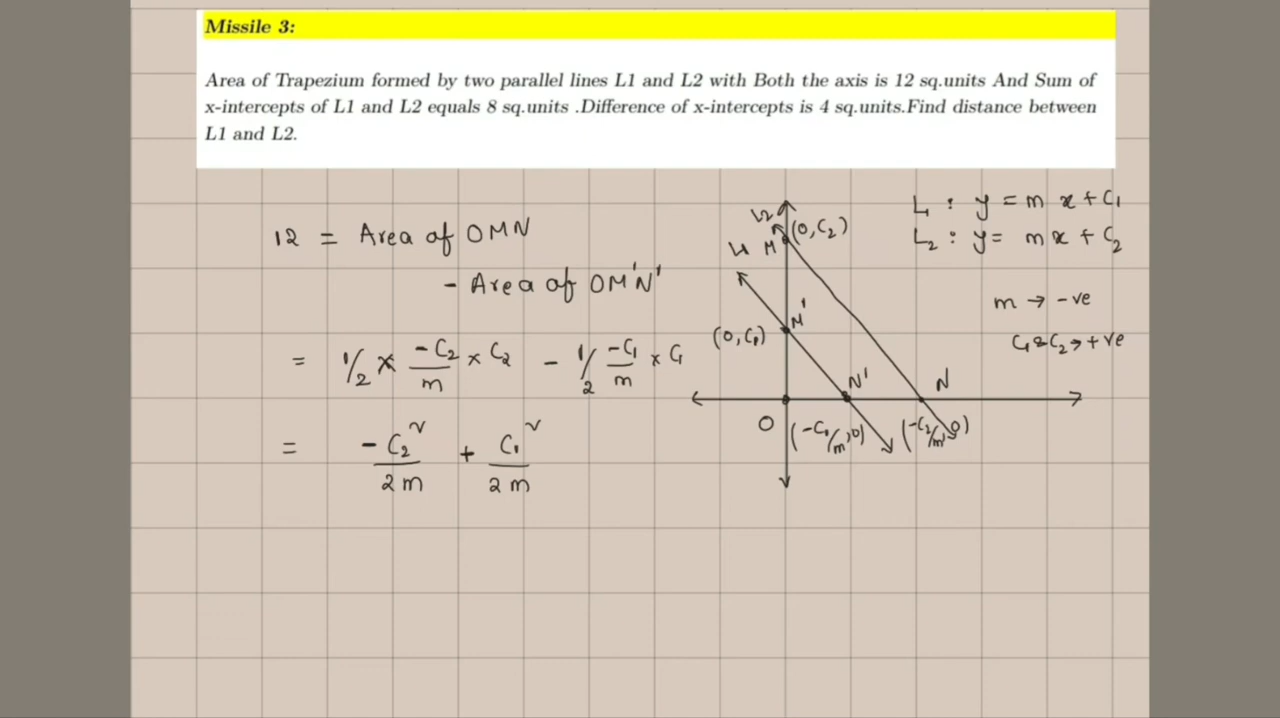 Missile 3:
Area of Trapezium formed by two parallel lines L1 and L2 with Both the axis is 12 sq.units And Sum of
x-intercepts of L1 and L2 equals 8 sq.units .Difference of x-intercepts is 4 sq.units.Find distance between
L1 and L2.
12 = Area of OMN
- Area of OM'N'
= 1/2 × -C₂/m × C₂ - 1/2 -C₁/m × C₁
= -C₂²/2m + C₁²/2m
L2
(0,C₂)
L1
M
M'
(0,C₁)
N'
N
O
(-C₁/m,0)
(-C₂/m,0)
L₁ : y = mx + C₁
L₂ : y = mx + C₂
m → -ve
C₁ & C₂ → +ve